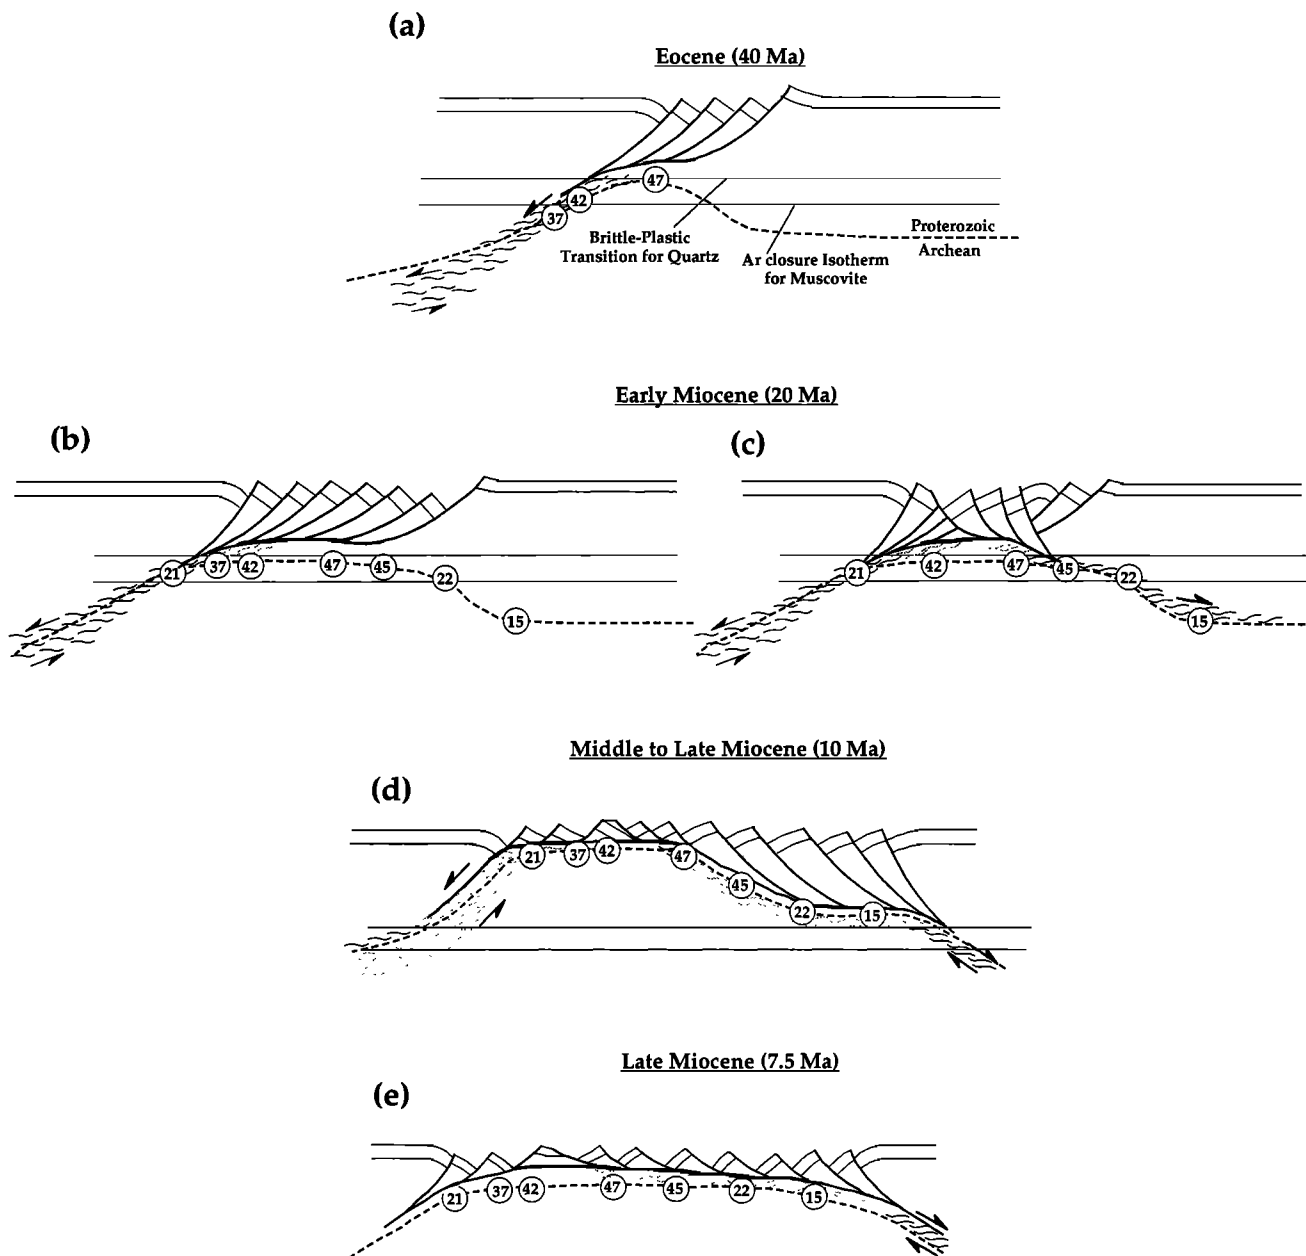 (a)
Eocene (40 Ma)
47
42
37
Brittle-Plastic
Transition for Quartz
Ar closure Isotherm
for Muscovite
Proterozoic
Archean
Early Miocene (20 Ma)
(b)
21
37
42
47
45
22
15
(c)
21
42
47
45
22
15
Middle to Late Miocene (10 Ma)
(d)
21
37
42
47
45
22
15
Late Miocene (7.5 Ma)
(e)
21
37
42
47
45
22
15